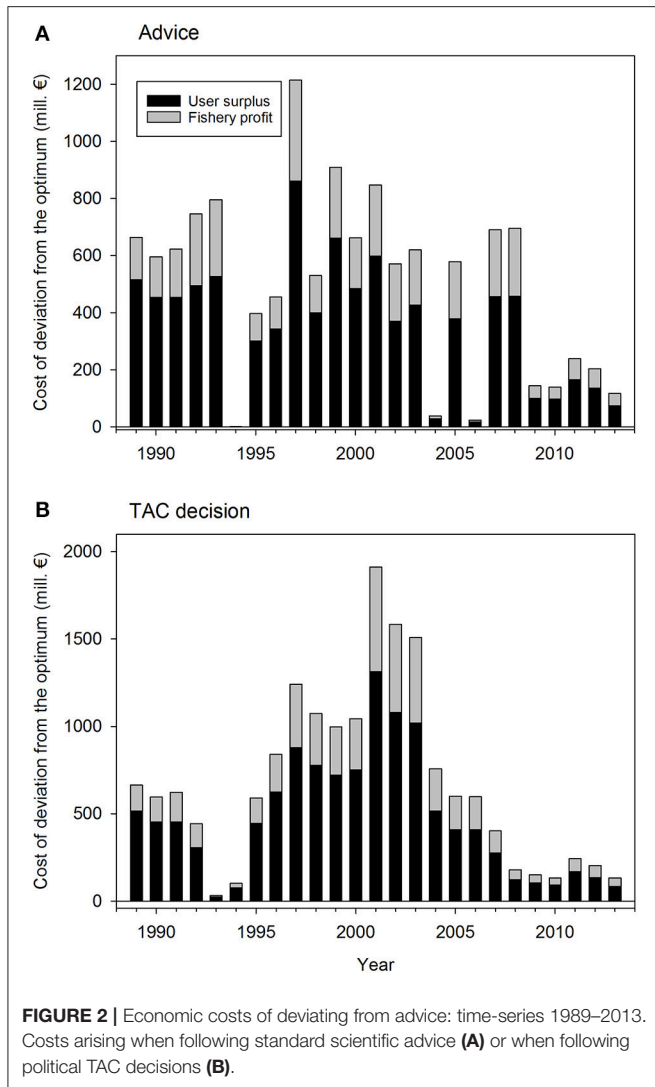 A
Advice
User surplus
Fishery profit
Cost of deviation from the optimum (mill. €)
1200
1000
800
600
400
200
0
1990 1995 2000 2005 2010
B
TAC decision
Cost of deviation from the optimum (mill. €)
2000
1500
1000
500
0
1990 1995 2000 2005 2010
Year
FIGURE 2 | Economic costs of deviating from advice: time-series 1989–2013.
Costs arising when following standard scientific advice (A) or when following
political TAC decisions (B).